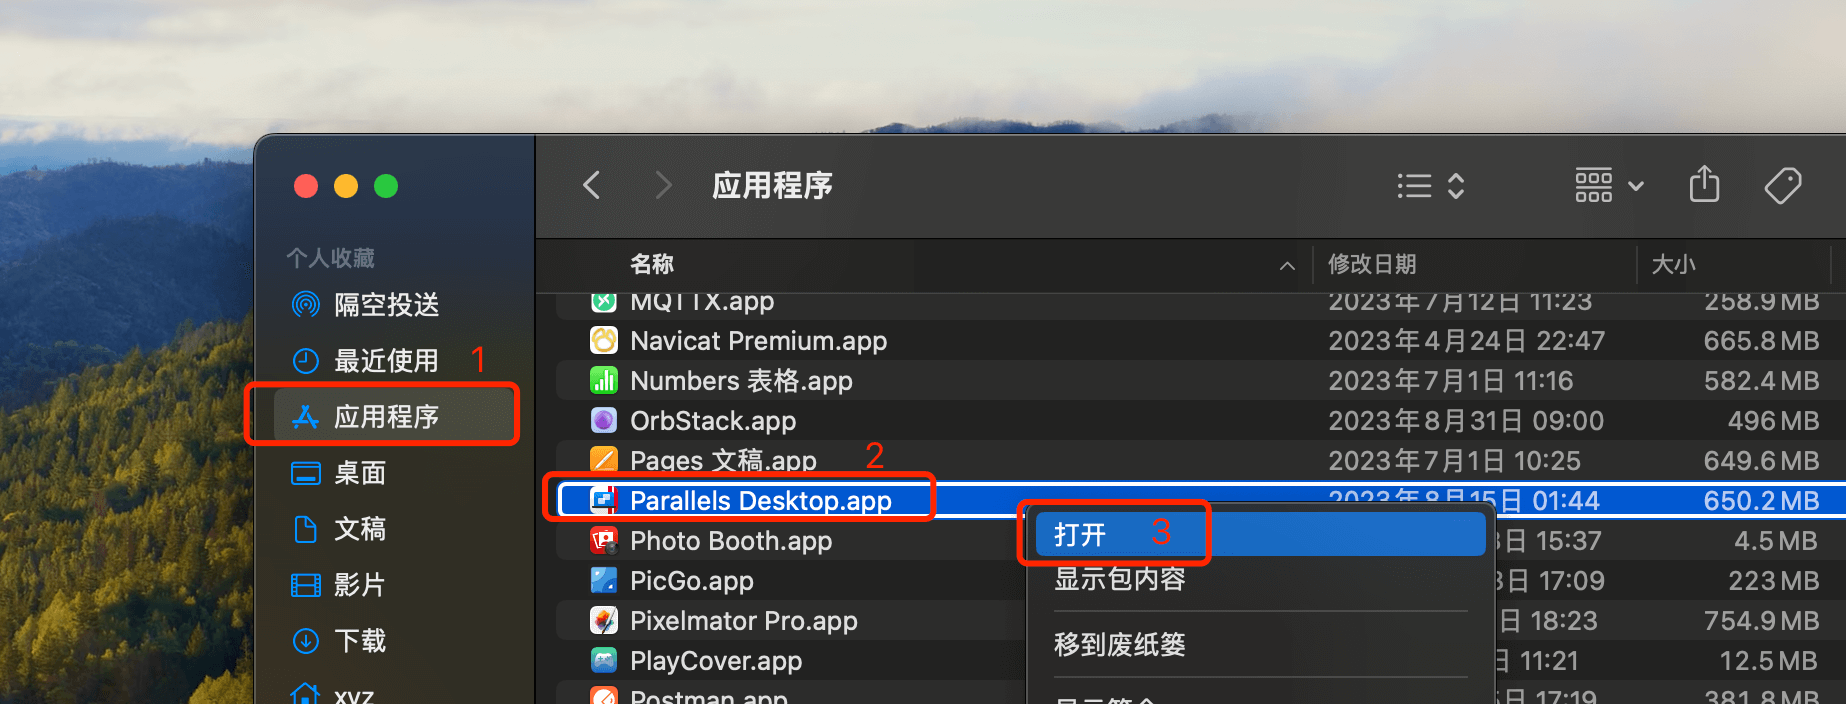 应用程序
个人收藏
隔空投送
最近使用 1
应用程序
桌面
文稿
影片
下载
xyz
名称 修改日期 大小
MQTTX.app 2023年7月12日 11:23 258.9 MB
Navicat Premium.app 2023年4月24日 22:47 665.8 MB
Numbers 表格.app 2023年7月1日 11:16 582.4 MB
OrbStack.app 2023年8月31日 09:00 496 MB
Pages 文稿.app 2 2023年7月1日 10:25 649.6 MB
Parallels Desktop.app 2023年8月15日 01:44 650.2 MB
Photo Booth.app 日 15:37 4.5 MB
PicGo.app 日 17:09 223 MB
Pixelmator Pro.app 日 18:23 754.9 MB
PlayCover.app 日 11:21 12.5 MB
Postman.app 日 17:19 381.8 MB
打开 3
显示包内容
移到废纸篓
显示简介